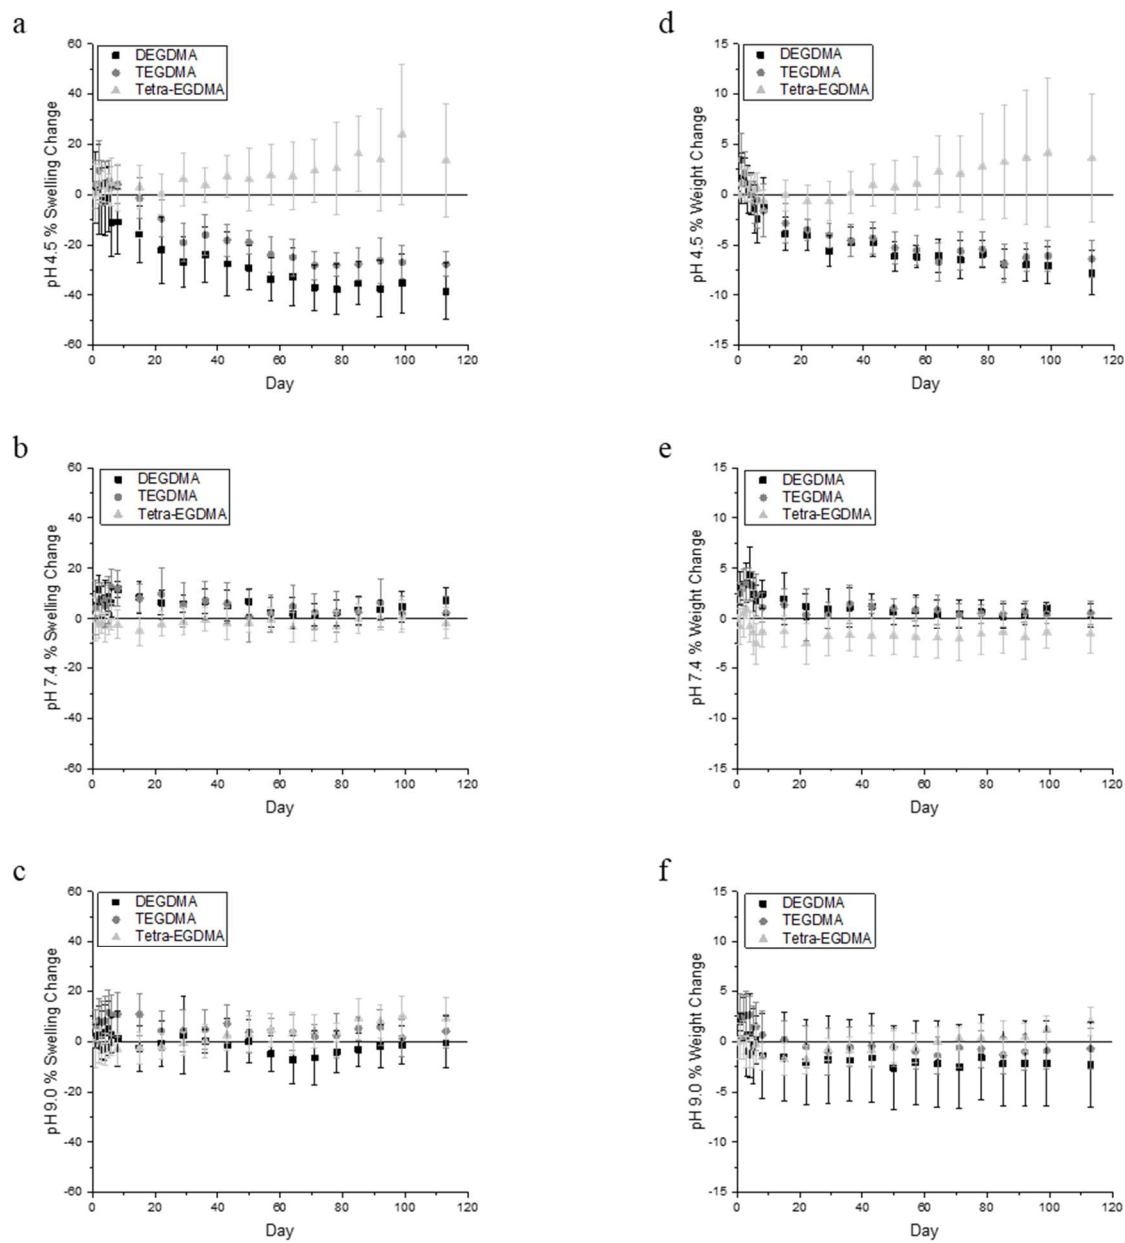 a
60
40
20
0
-20
-40
-60
pH 4.5 % Swelling Change
DEGDMA
TEGDMA
Tetra-EGDMA
0 20 40 60 80 100 120
Day
d
15
10
5
0
-5
-10
-15
pH 4.5 % Weight Change
DEGDMA
TEGDMA
Tetra-EGDMA
0 20 40 60 80 100 120
Day
b
60
40
20
0
-20
-40
-60
pH 7.4 % Swelling Change
DEGDMA
TEGDMA
Tetra-EGDMA
0 20 40 60 80 100 120
Day
e
15
10
5
0
-5
-10
-15
pH 7.4 % Weight Change
DEGDMA
TEGDMA
Tetra-EGDMA
0 20 40 60 80 100 120
Day
c
60
40
20
0
-20
-40
-60
pH 9.0 % Swelling Change
DEGDMA
TEGDMA
Tetra-EGDMA
0 20 40 60 80 100 120
Day
f
15
10
5
0
-5
-10
-15
pH 9.0 % Weight Change
DEGDMA
TEGDMA
Tetra-EGDMA
0 20 40 60 80 100 120
Day